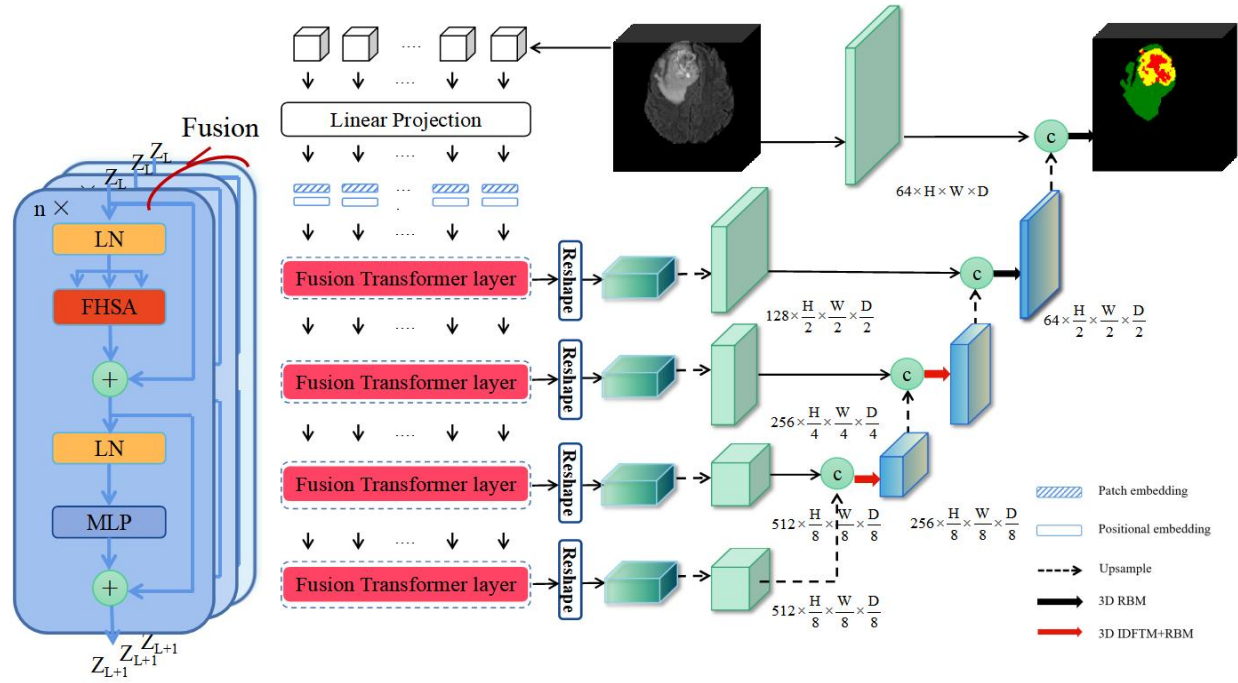 Fusion
Z_L
Z_L
Z_L
n ×
LN
FHSA
+
LN
MLP
+
Z_{L+1}
Z_{L+1}
Z_{L+1}
....
....
Linear Projection
....
...
.
....
Fusion Transformer layer
Reshape
....
Fusion Transformer layer
Reshape
....
Fusion Transformer layer
Reshape
....
Fusion Transformer layer
Reshape
c
64×H×W×D
c
128×H/2×W/2×D/2
64×H/2×W/2×D/2
c
256×H/4×W/4×D/4
c
512×H/8×W/8×D/8
256×H/8×W/8×D/8
512×H/8×W/8×D/8
Patch embedding
Positional embedding
Upsample
3D RBM
3D IDFTM+RBM